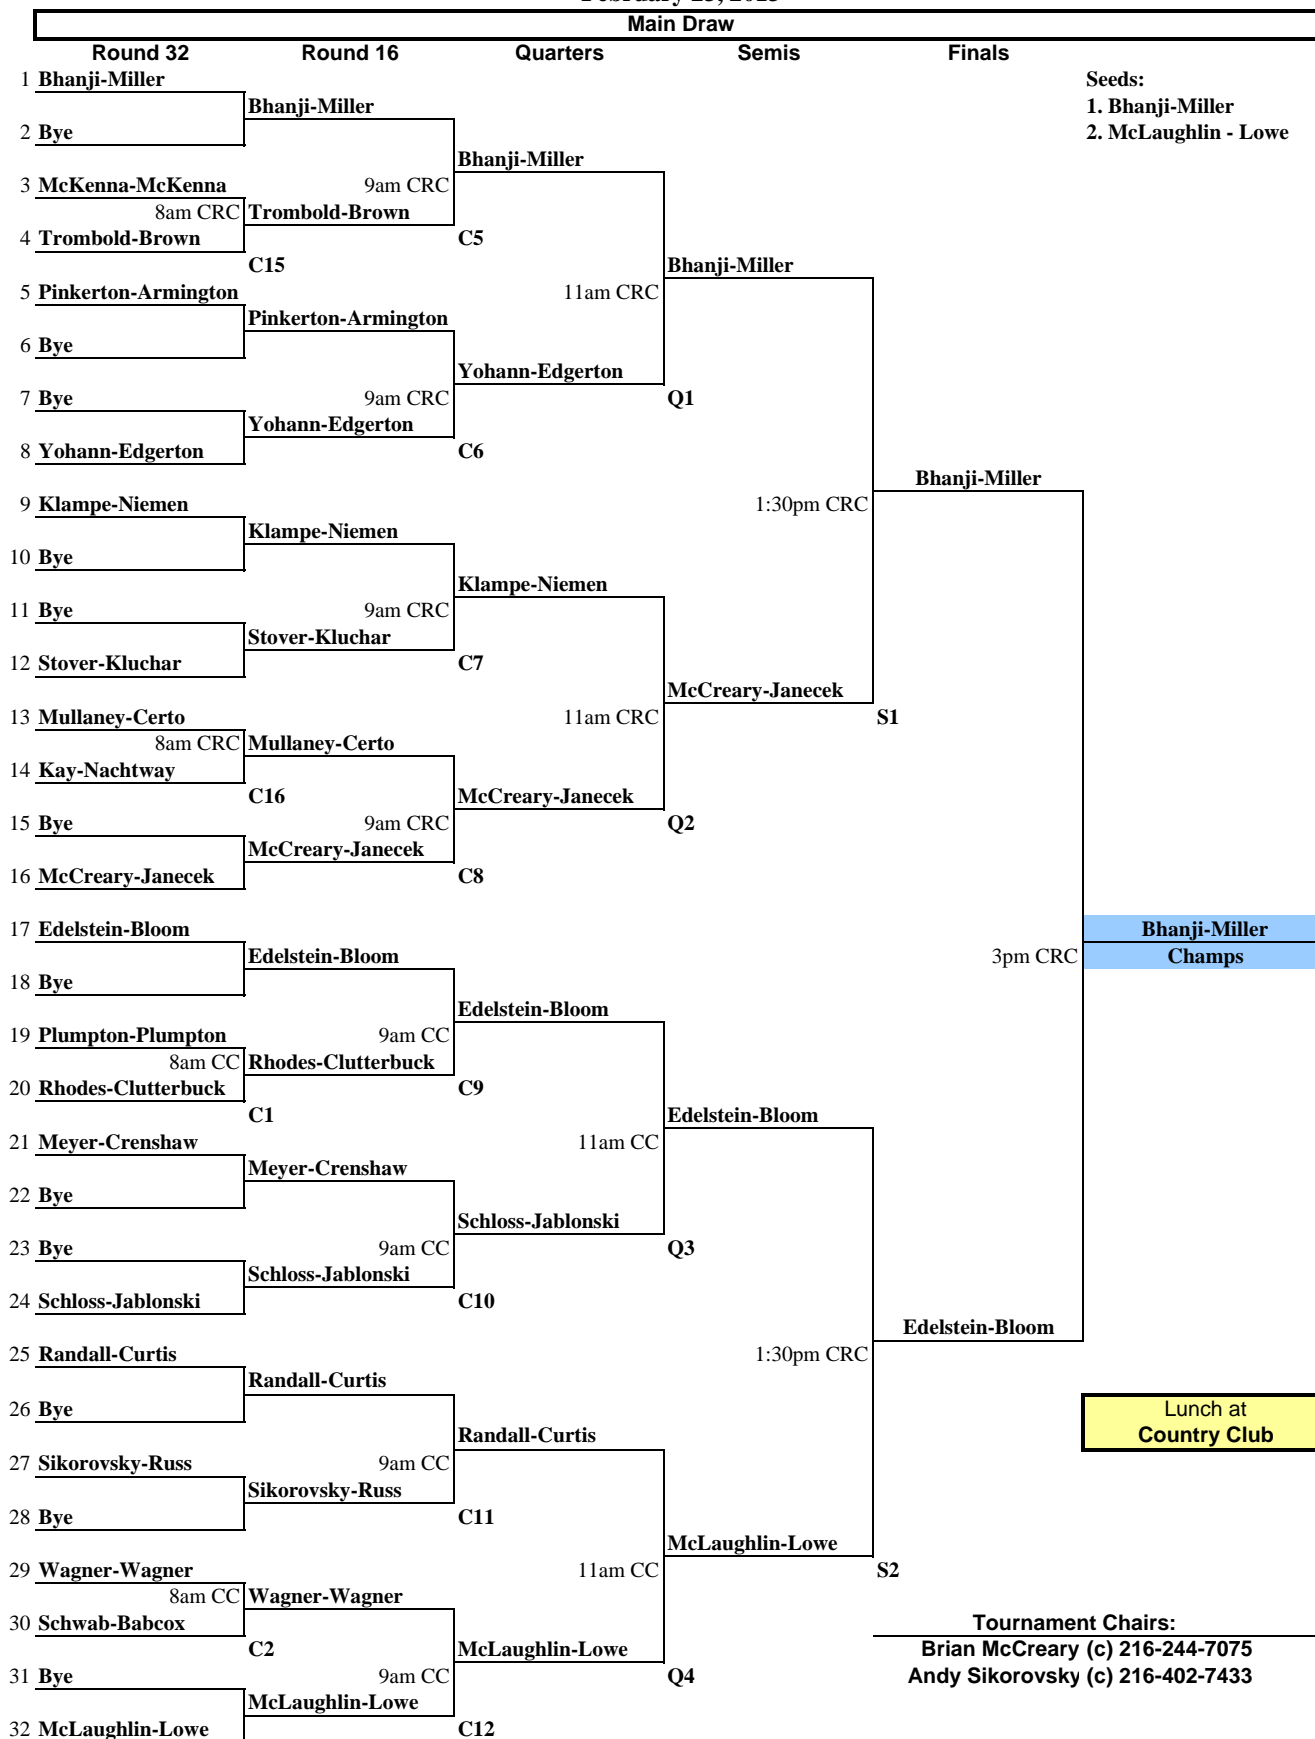 Main Draw
Round 32 Round 16 Quarters Semis Finals
1 Bhanji-Miller Seeds:
Bhanji-Miller 1. Bhanji-Miller
2 Bye 2. McLaughlin - Lowe
Bhanji-Miller
3 McKenna-McKenna 9am CRC
8am CRC Trombold-Brown
4 Trombold-Brown C5
C15 Bhanji-Miller
5 Pinkerton-Armington 11am CRC
Pinkerton-Armington
6 Bye
Yohann-Edgerton
7 Bye 9am CRC Q1
Yohann-Edgerton
8 Yohann-Edgerton C6
Bhanji-Miller
9 Klampe-Niemen 1:30pm CRC
Klampe-Niemen
10 Bye
Klampe-Niemen
11 Bye 9am CRC
Stover-Kluchar
12 Stover-Kluchar C7
McCreary-Janecek
13 Mullaney-Certo 11am CRC S1
8am CRC Mullaney-Certo
14 Kay-Nachtway
C16 McCreary-Janecek
15 Bye 9am CRC Q2
McCreary-Janecek
16 McCreary-Janecek C8
17 Edelstein-Bloom Bhanji-Miller
Edelstein-Bloom 3pm CRC Champs
18 Bye
Edelstein-Bloom
19 Plumpton-Plumpton 9am CC
8am CC Rhodes-Clutterbuck
20 Rhodes-Clutterbuck C9
C1 Edelstein-Bloom
21 Meyer-Crenshaw 11am CC
Meyer-Crenshaw
22 Bye
Schloss-Jablonski
23 Bye 9am CC Q3
Schloss-Jablonski
24 Schloss-Jablonski C10
Edelstein-Bloom
25 Randall-Curtis 1:30pm CRC
Randall-Curtis
26 Bye Lunch at
Randall-Curtis Country Club
27 Sikorovsky-Russ 9am CC
Sikorovsky-Russ
28 Bye C11
McLaughlin-Lowe
29 Wagner-Wagner 11am CC S2
8am CC Wagner-Wagner
30 Schwab-Babcox Tournament Chairs:
C2 McLaughlin-Lowe Brian McCreary (c) 216-244-7075
31 Bye 9am CC Q4 Andy Sikorovsky (c) 216-402-7433
McLaughlin-Lowe
32 McLaughlin-Lowe C12